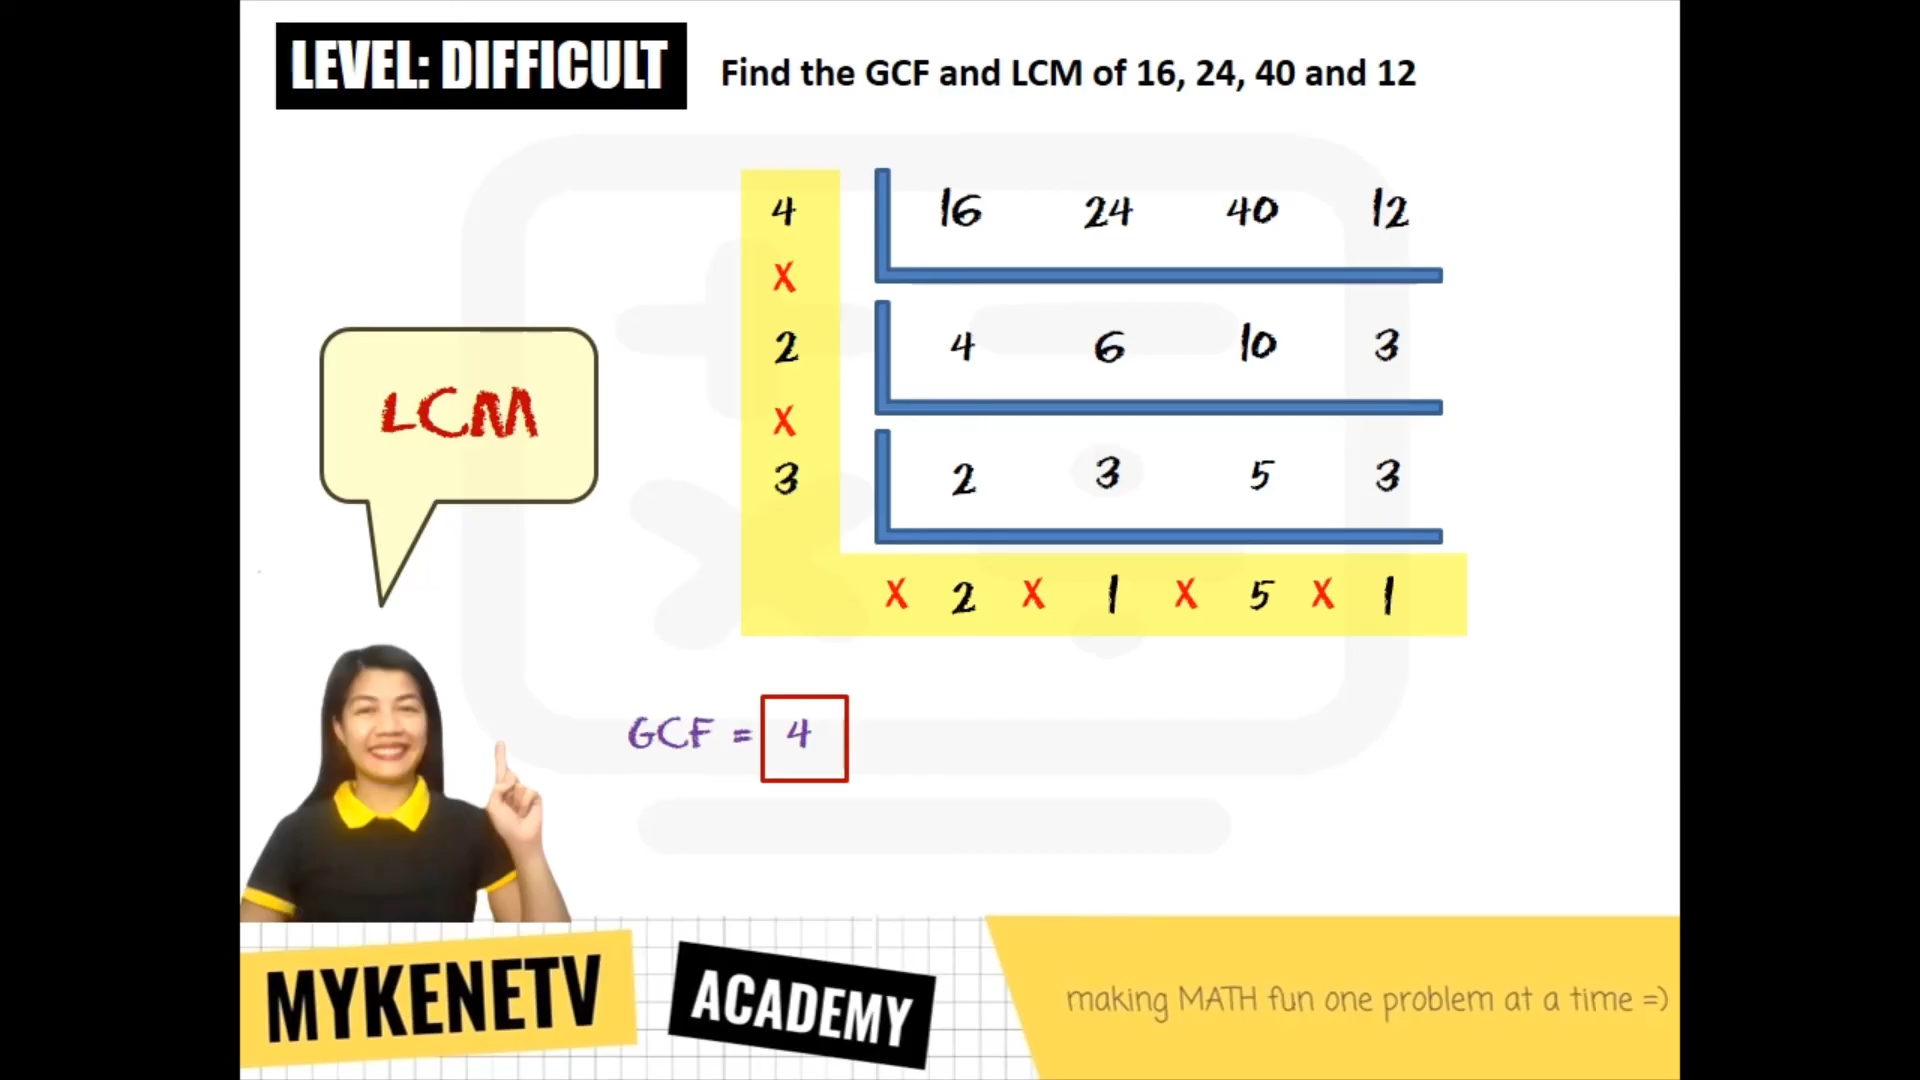 LEVEL: DIFFICULT
Find the GCF and LCM of 16, 24, 40 and 12
4 16 24 40 12
X
2 4 6 10 3
X
3 2 3 5 3
X 2 X 1 X 5 X 1
LCM
GCF = 4
MYKENETV
ACADEMY
making MATH fun one problem at a time =)